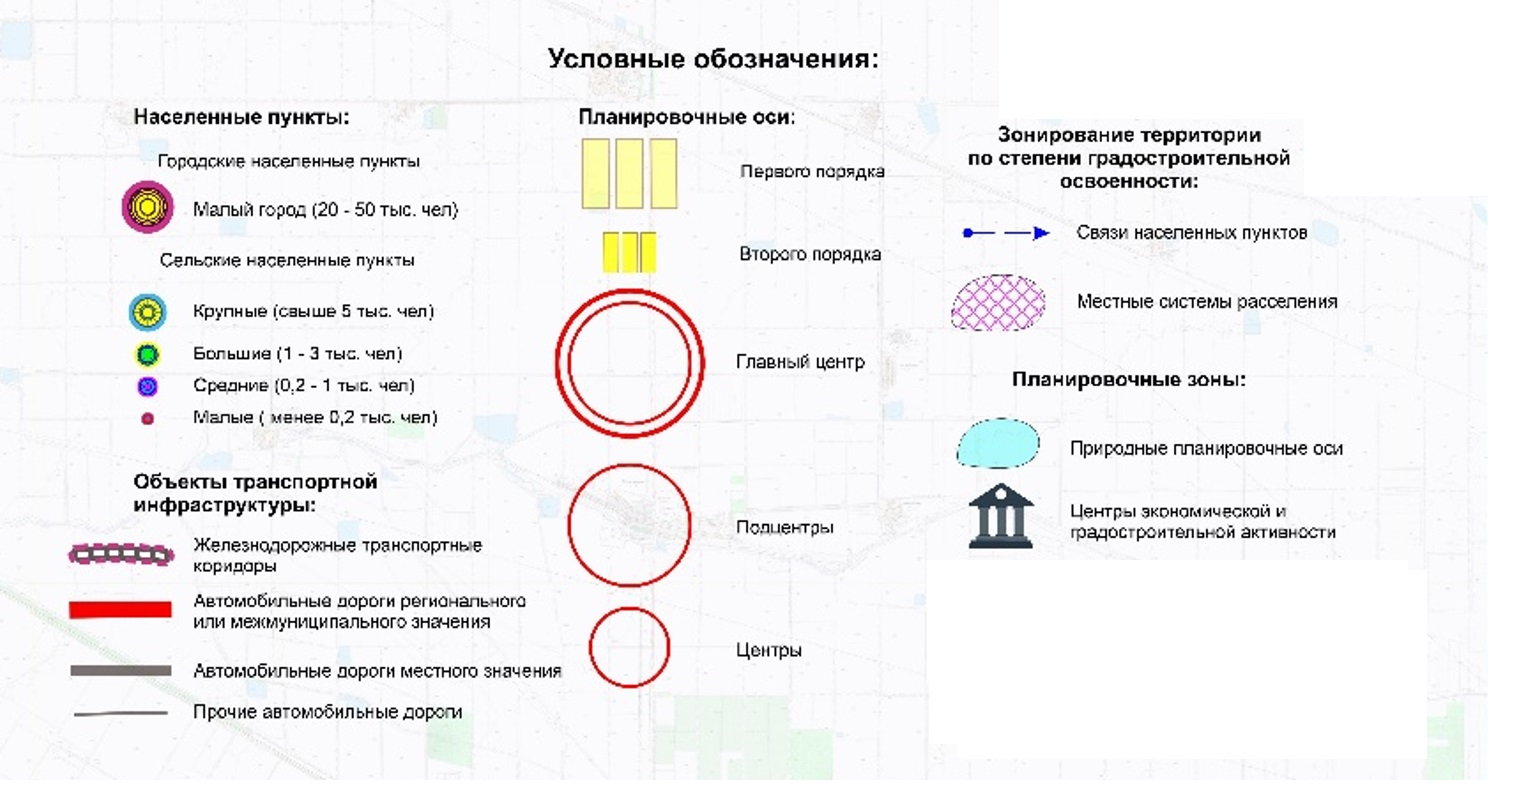 Условные обозначения:
Населенные пункты:
Городские населенные пункты
Малый город (20 - 50 тыс. чел)
Сельские населенные пункты
Крупные (свыше 5 тыс. чел)
Большие (1 - 3 тыс. чел)
Средние (0,2 - 1 тыс. чел)
Малые ( менее 0,2 тыс. чел)
Объекты транспортной
инфраструктуры:
Железнодорожные транспортные
коридоры
Автомобильные дороги регионального
или межмуниципального значения
Автомобильные дороги местного значения
Прочие автомобильные дороги
Планировочные оси:
Первого порядка
Второго порядка
Главный центр
Подцентры
Центры
Зонирование территории
по степени градостроительной
освоенности:
Связи населенных пунктов
Местные системы расселения
Планировочные зоны:
Природные планировочные оси
Центры экономической и
градостроительной активности